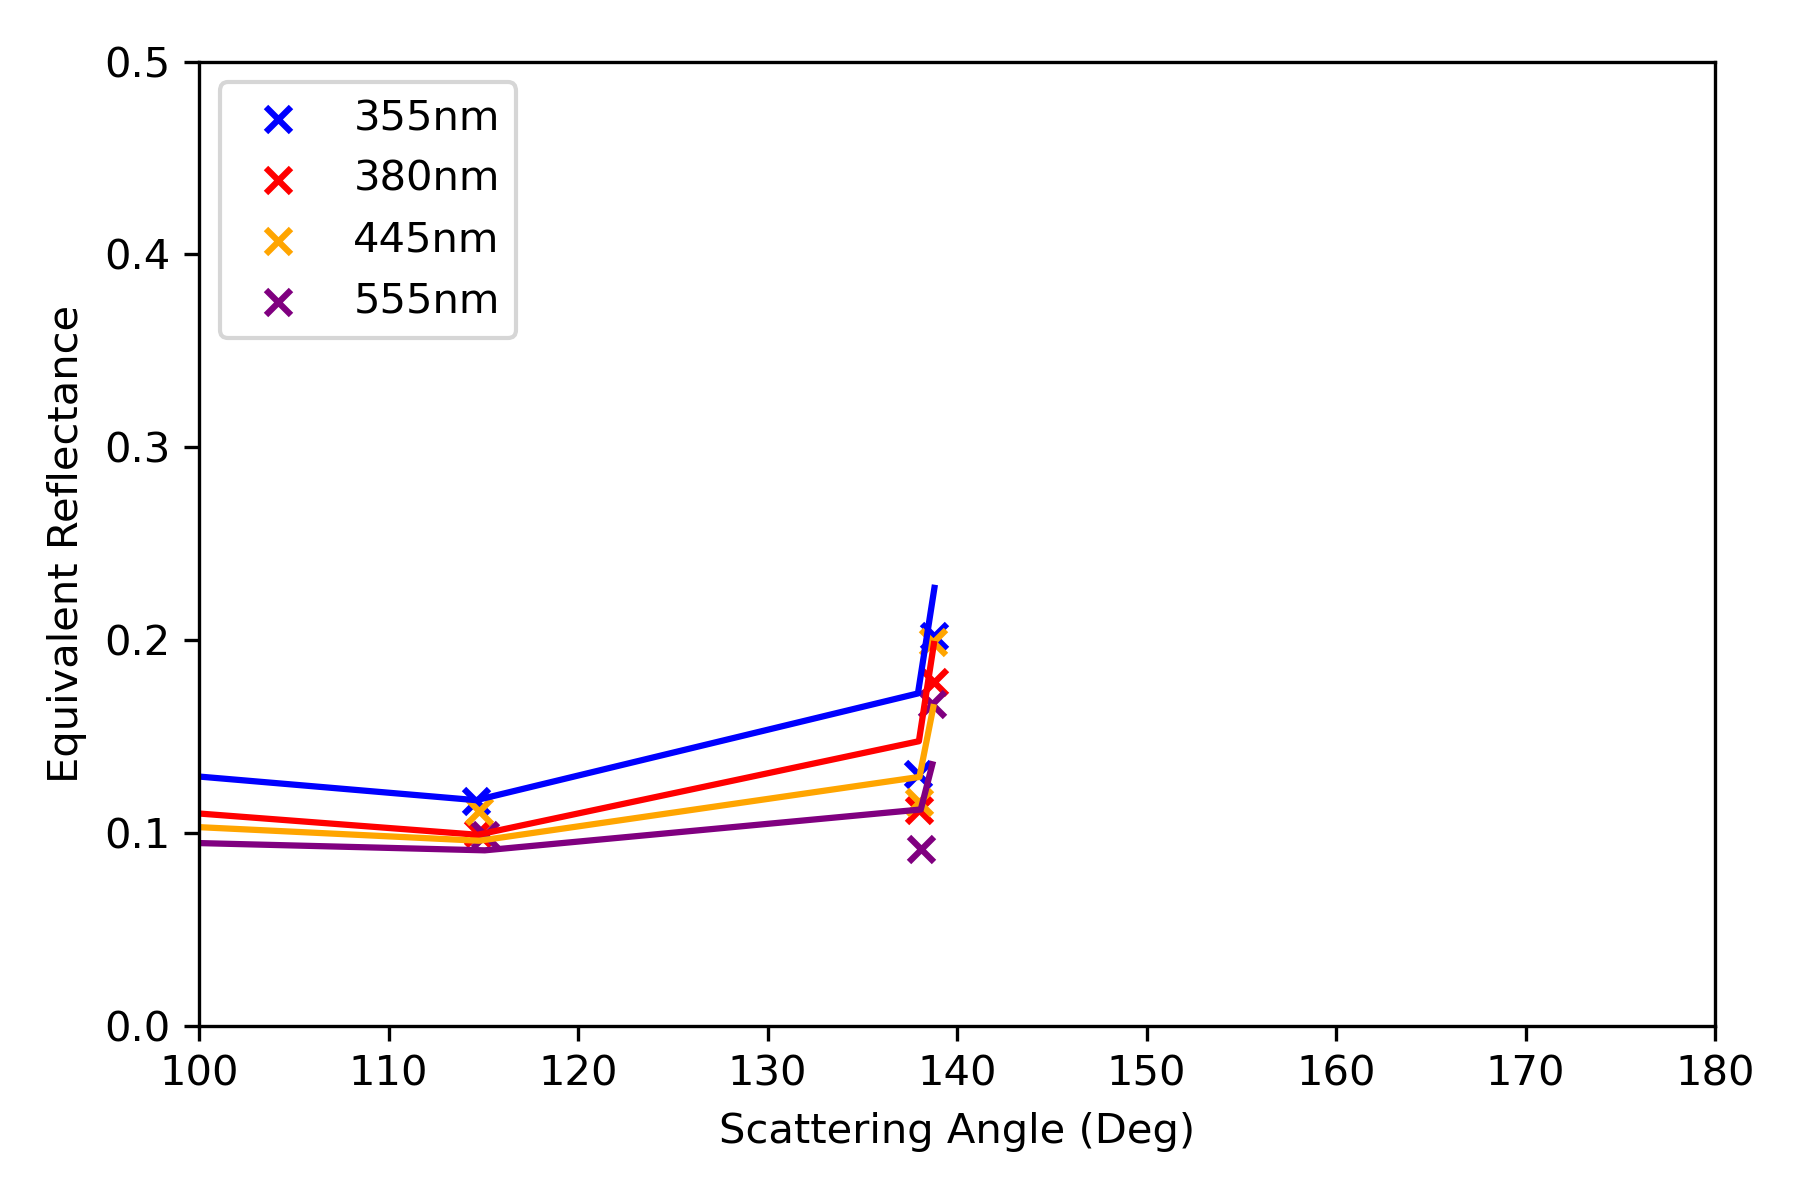 0.5
0.4
0.3
0.2
0.1
0.0
Equivalent Reflectance
355nm
380nm
445nm
555nm
100 110 120 130 140 150 160 170 180
Scattering Angle (Deg)